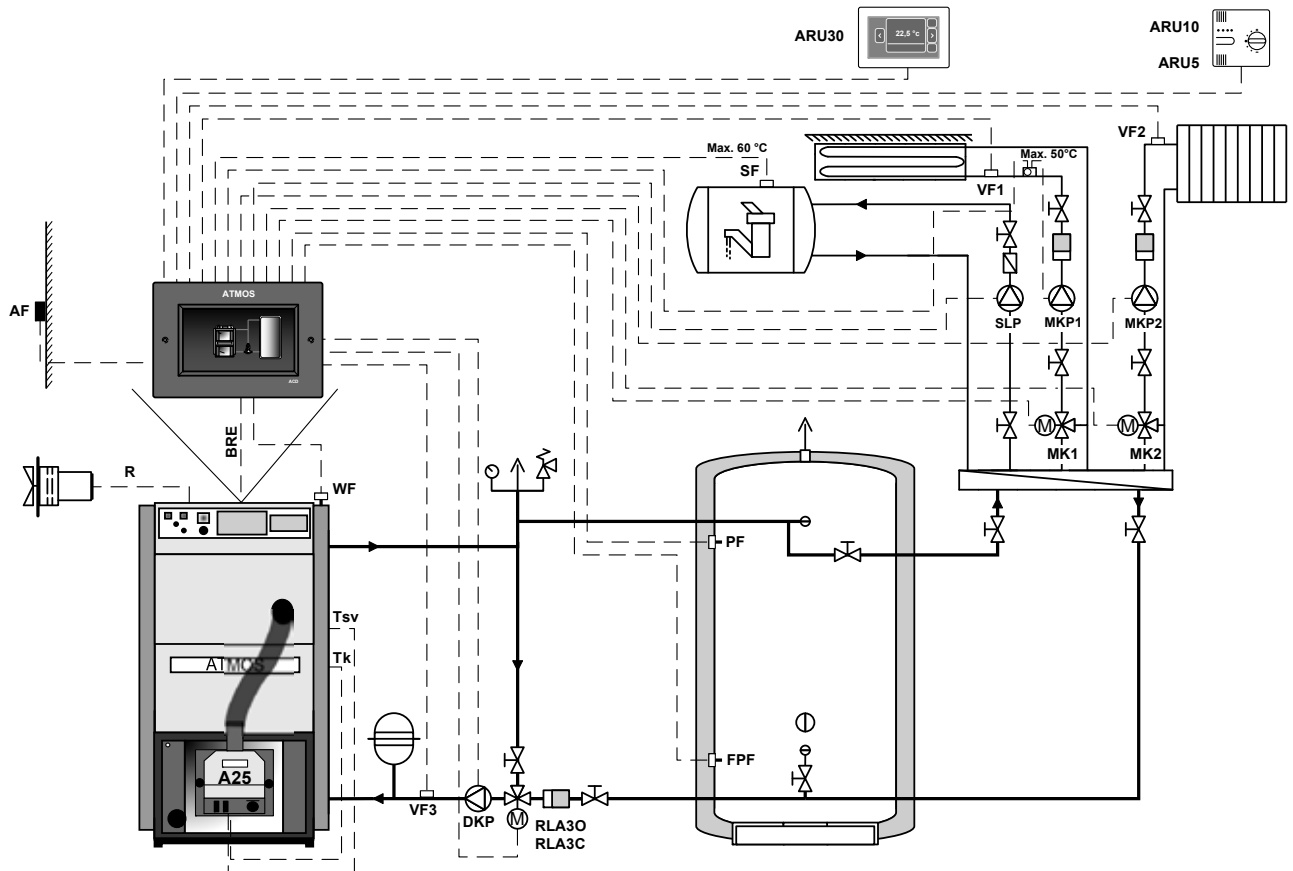 ARU30
22,5 °c
ARU10
ARU5
VF2
Max. 60 °C
SF
Max. 50°C
VF1
AF
ATMOS
ACD
SLP
MKP1
MKP2
BRE
M
M
MK1
MK2
R
WF
PF
Tsv
Tk
ATMOS
A25
FPF
VF3
DKP
M
RLA3O
RLA3C